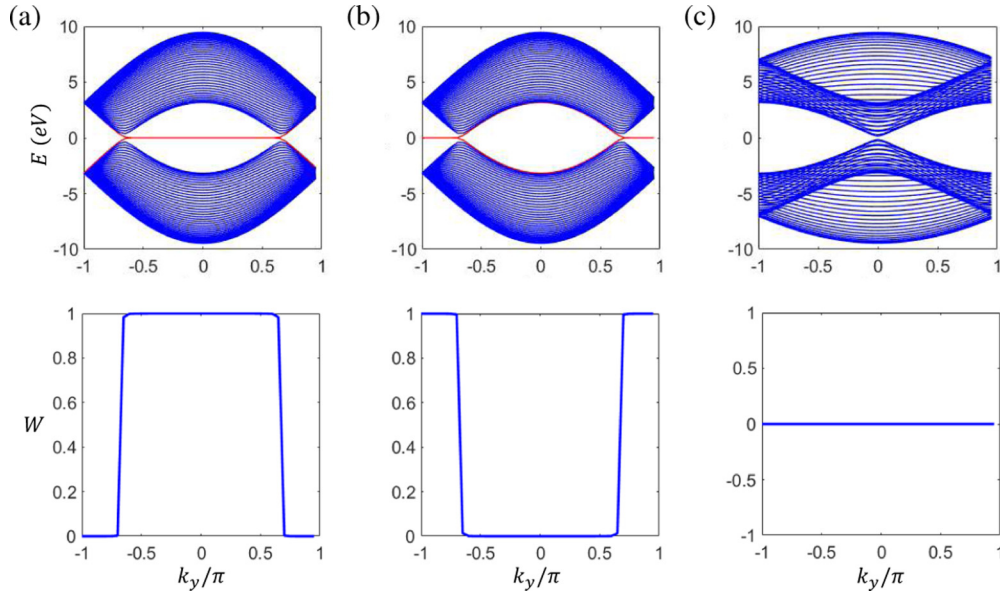 (a) (b) (c)
10 10 10
5 5 5
E (eV) 0 0 0
-5 -5 -5
-10 -10 -10
-1 -0.5 0 0.5 1 -1 -0.5 0 0.5 1 -1 -0.5 0 0.5 1
1 1 1
0.8 0.8 0.5
0.6 0.6
W 0.4 0.4 0
0.2 0.2 -0.5
0 0 -1
-1 -0.5 0 0.5 1 -1 -0.5 0 0.5 1 -1 -0.5 0 0.5 1
k_y/π k_y/π k_y/π